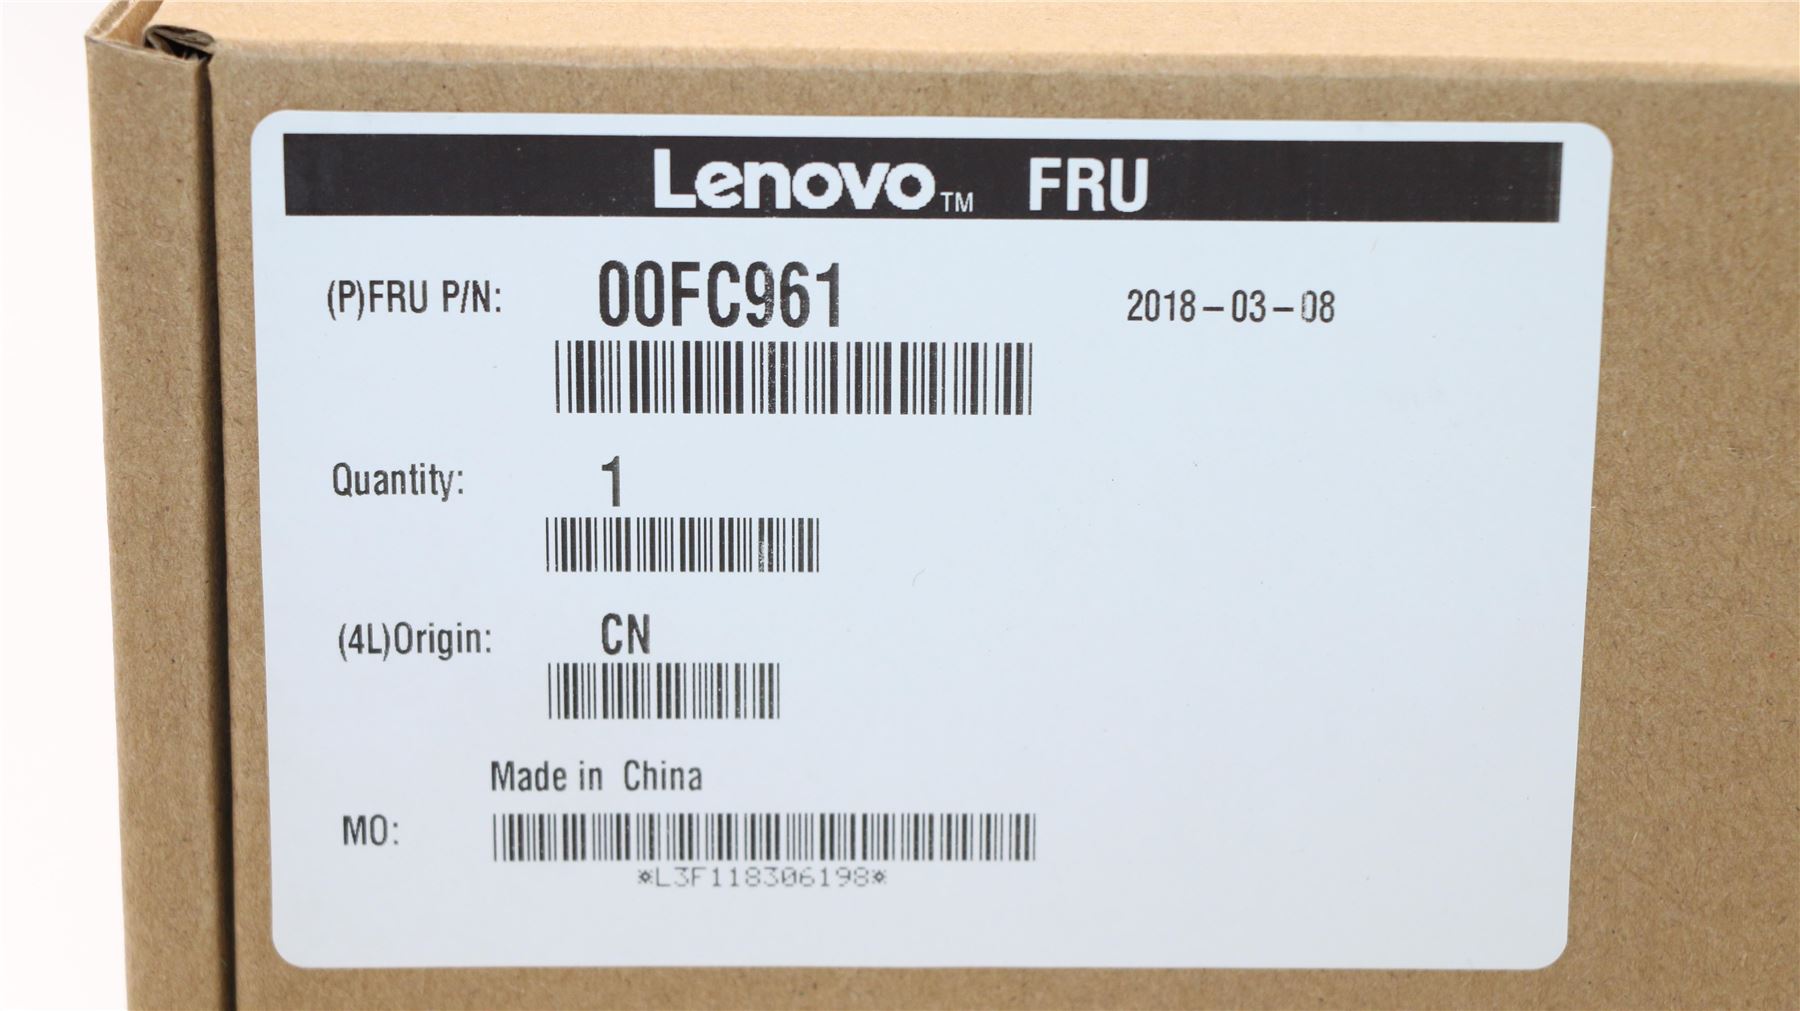 Lenovo™ FRU
(P)FRU P/N: 00FC961 2018-03-08
Quantity: 1
(4L)Origin: CN
Made in China
MO:
*L3F118306198*